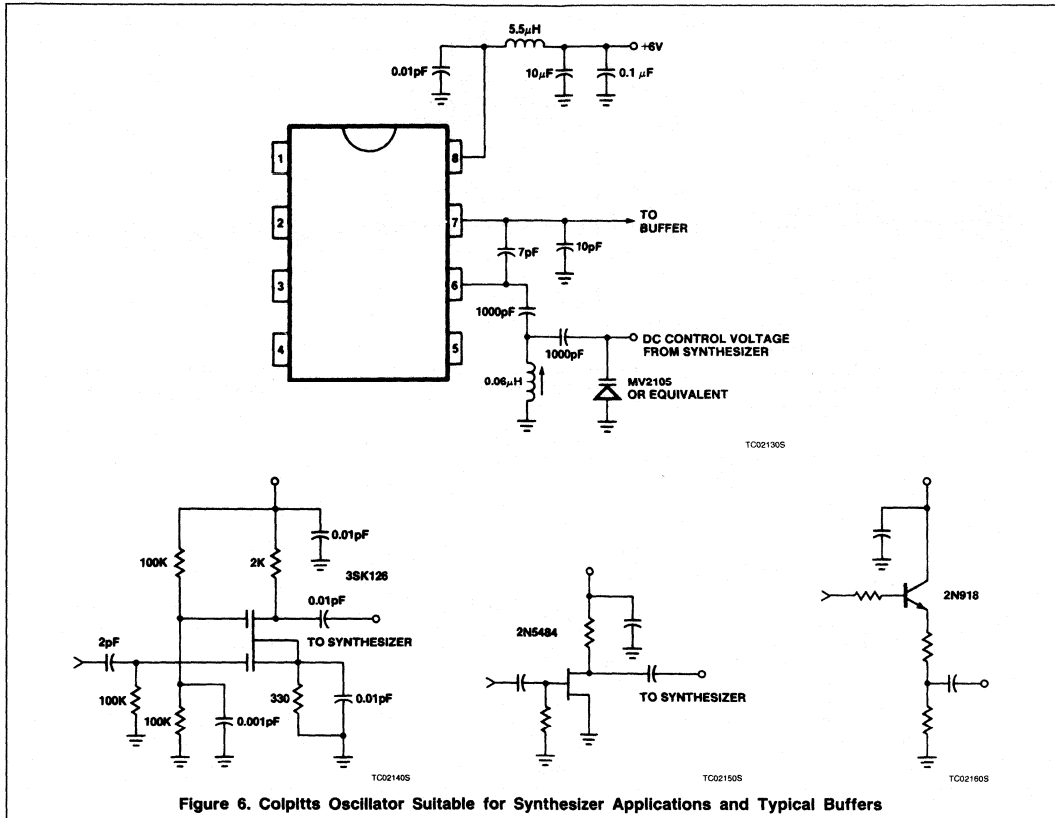 5.5µH
+6V
0.01pF
10µF
0.1 µF
1
8
2
7
TO
BUFFER
7pF
10pF
3
6
1000pF
4
5
1000pF
DC CONTROL VOLTAGE
FROM SYNTHESIZER
0.06µH
MV2105
OR EQUIVALENT
TC02130S
0.01pF
100K
2K
3SK126
0.01pF
TO SYNTHESIZER
2pF
100K
100K
0.001pF
330
0.01pF
TC02140S
2N5484
TO SYNTHESIZER
TC02150S
2N918
TC02160S
Figure 6. Colpitts Oscillator Suitable for Synthesizer Applications and Typical Buffers